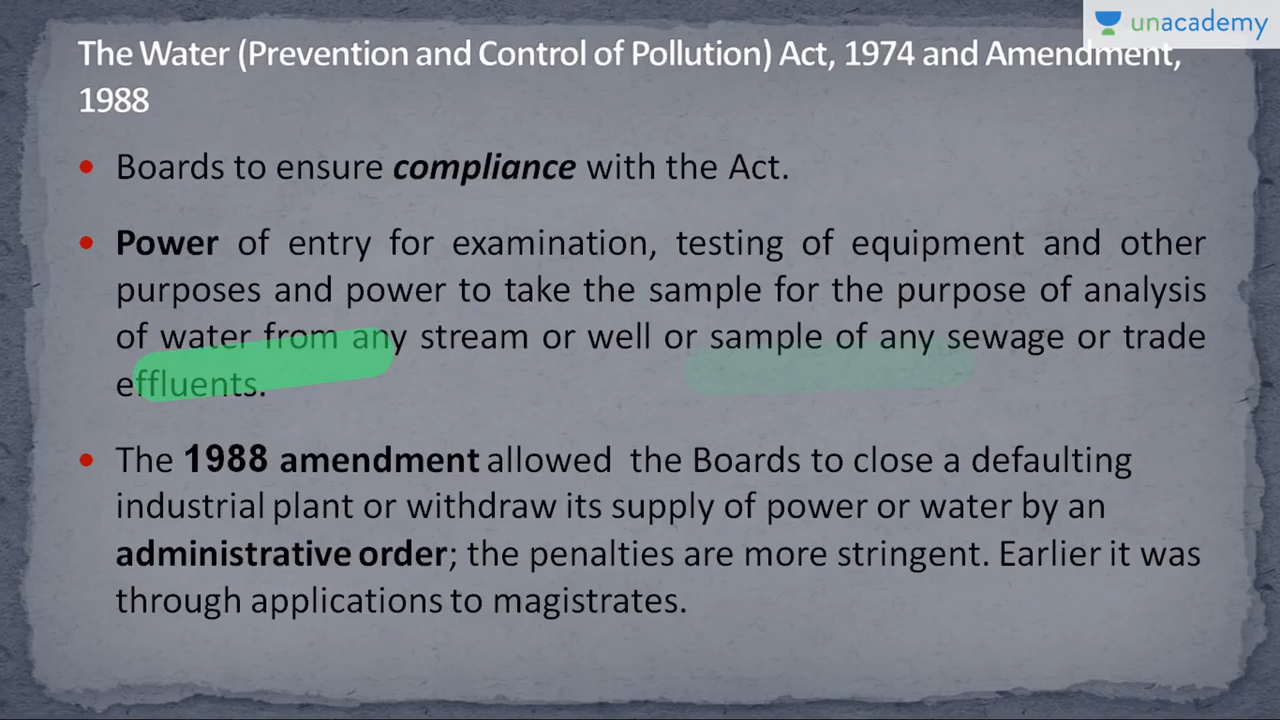 unacademy
The Water (Prevention and Control of Pollution) Act, 1974 and Amendment,
1988
• Boards to ensure compliance with the Act.
• Power of entry for examination, testing of equipment and other
purposes and power to take the sample for the purpose of analysis
of water from any stream or well or sample of any sewage or trade
effluents.
• The 1988 amendment allowed the Boards to close a defaulting
industrial plant or withdraw its supply of power or water by an
administrative order; the penalties are more stringent. Earlier it was
through applications to magistrates.